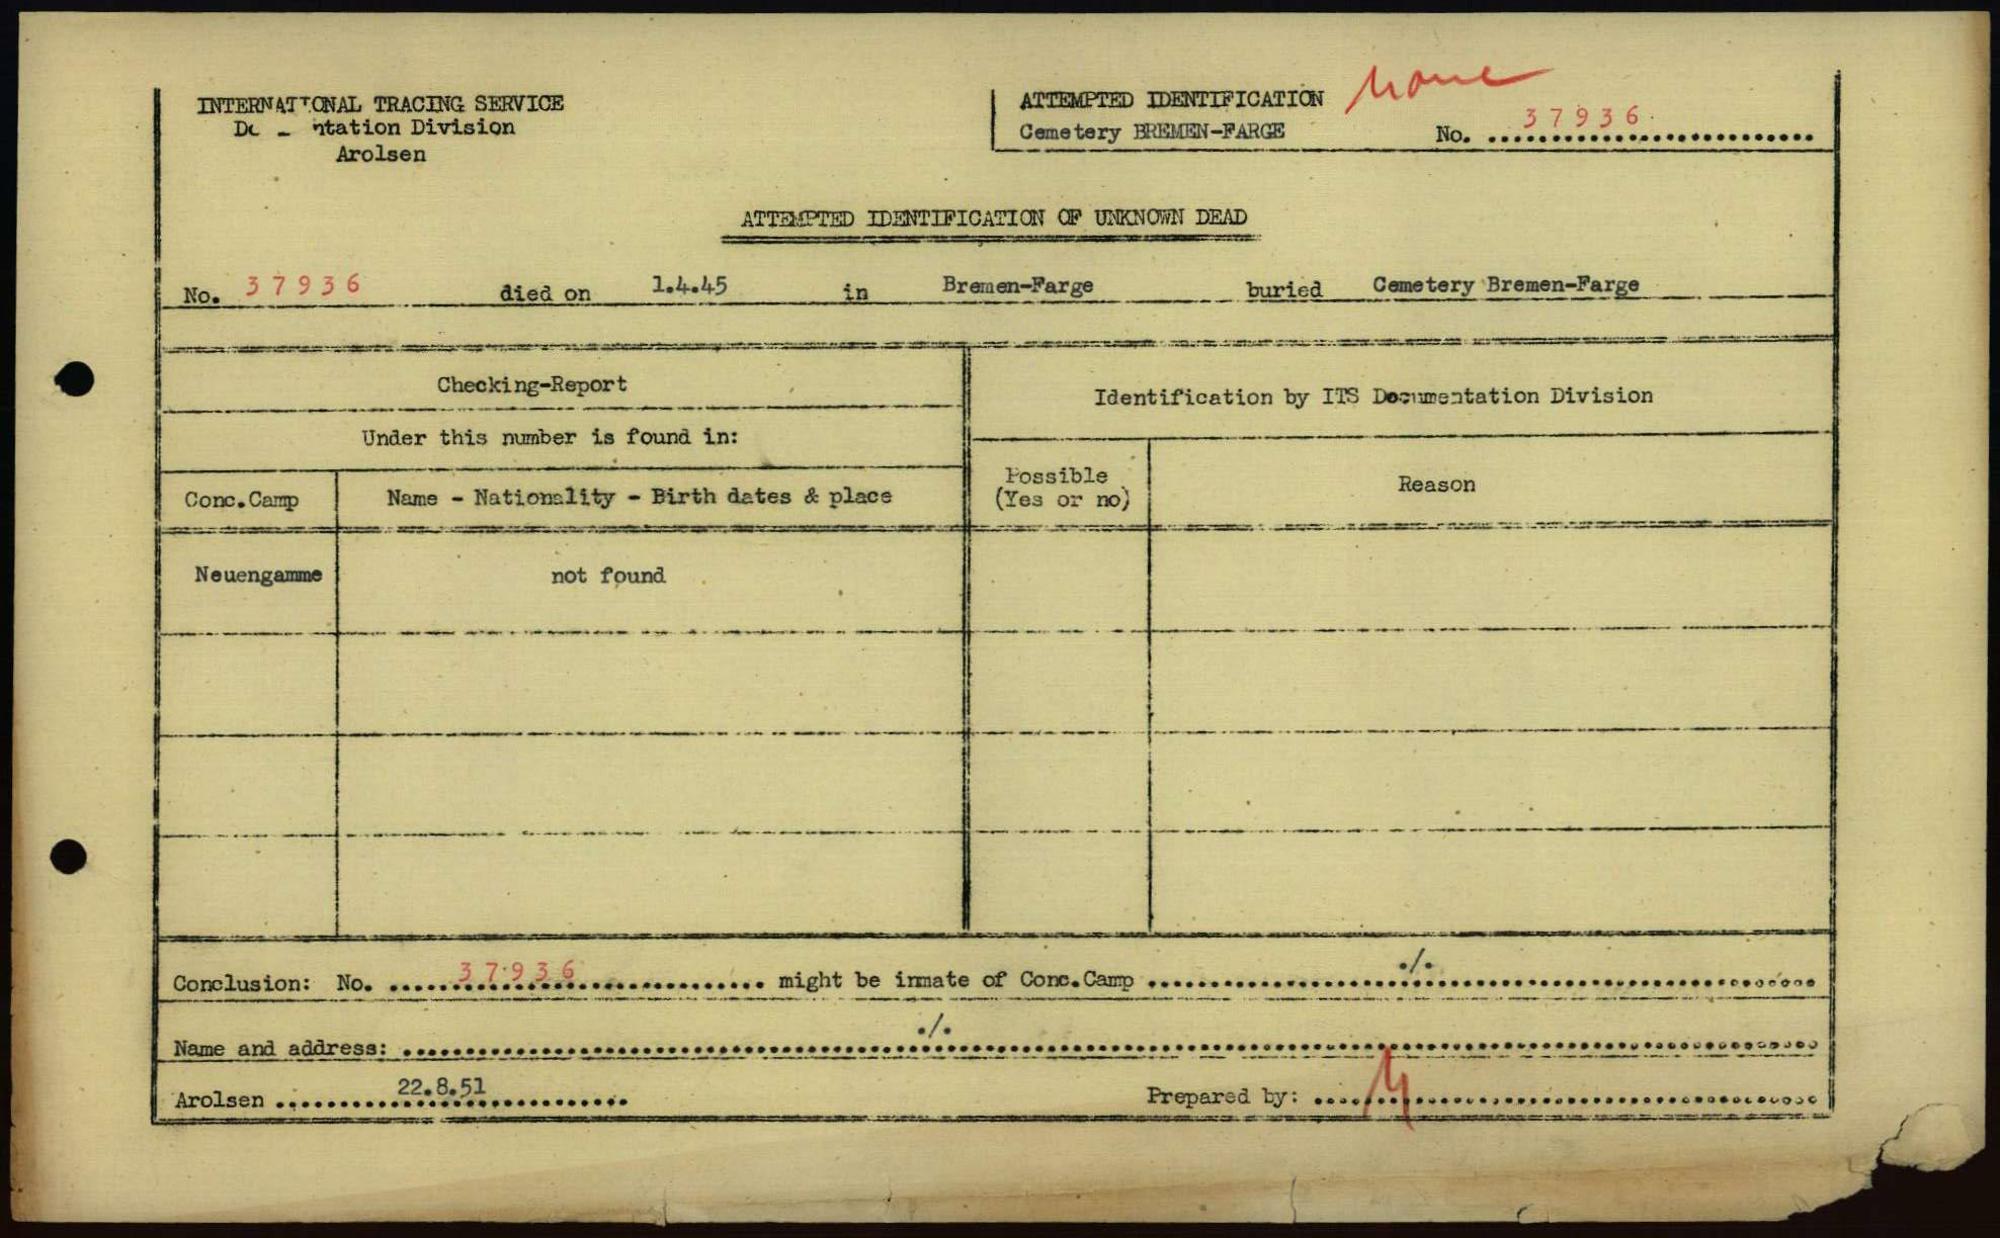 INTERNATIONAL TRACING SERVICE
Documentation Division
Arolsen
ATTEMPTED IDENTIFICATION
Cemetery BREMEN-FARGE No. 37936
ATTEMPTED IDENTIFICATION OF UNKNOWN DEAD
No. 37936 died on 1.4.45 in Bremen-Farge buried Cemetery Bremen-Farge
Checking-Report
Identification by ITS Documentation Division
Under this number is found in:
Conc.Camp Name - Nationality - Birth dates & place
Possible
(Yes or no)
Reason
Neuengamme not found
Conclusion: No. 37936 might be inmate of Conc.Camp ./.
Name and address: ./.
Arolsen 22.8.51 Prepared by: